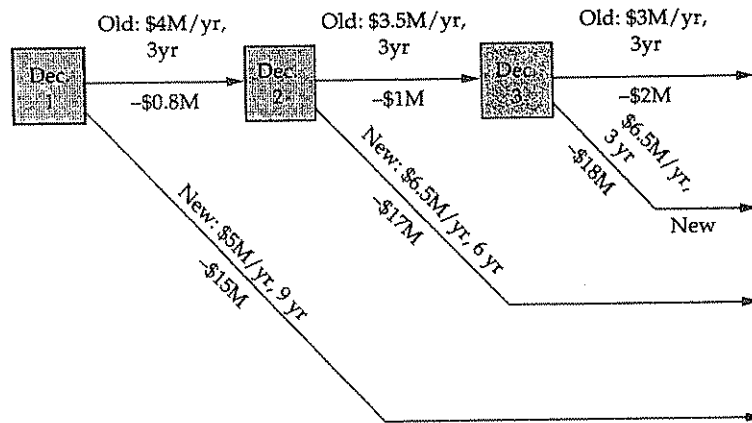 Old: $4M/yr,
3yr
Old: $3.5M/yr,
3yr
Old: $3M/yr,
3yr
Dec.
1
Dec.
2
Dec.
3
–$0.8M
–$1M
–$2M
$6.5M/yr,
3 yr
–$18M
New
New: $6.5M/yr, 6 yr
–$17M
New: $5M/yr, 9 yr
–$15M